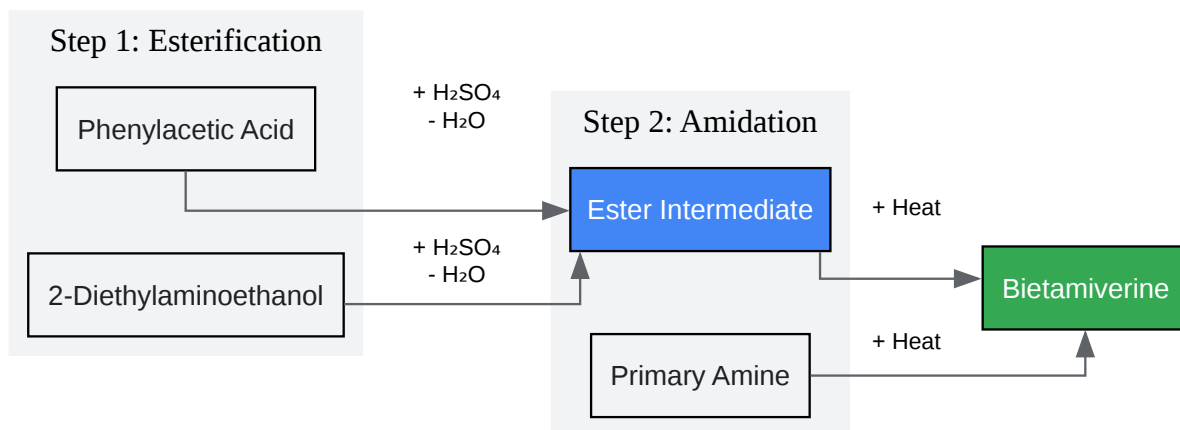 Step 1: Esterification
Phenylacetic Acid
+ H₂SO₄
- H₂O
Step 2: Amidation
Ester Intermediate
+ Heat
+ H₂SO₄
- H₂O
2-Diethylaminoethanol
Bietamiverine
+ Heat
Primary Amine